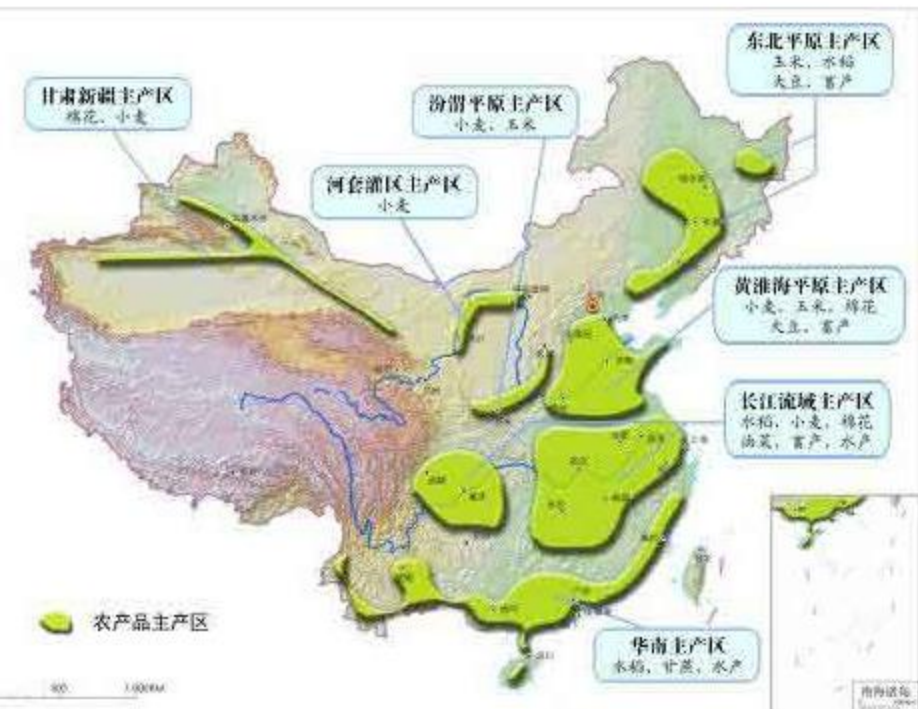 东北平原主产区
玉米、水稻
大豆、畜产
甘肃新疆主产区
棉花、小麦
汾渭平原主产区
小麦、玉米
河套灌区主产区
小麦
黄淮海平原主产区
小麦、玉米、棉花
大豆、畜产
长江流域主产区
水稻、小麦、棉花
油菜、畜产、水产
华南主产区
水稻、甘蔗、水产
农产品主产区
南海诸岛